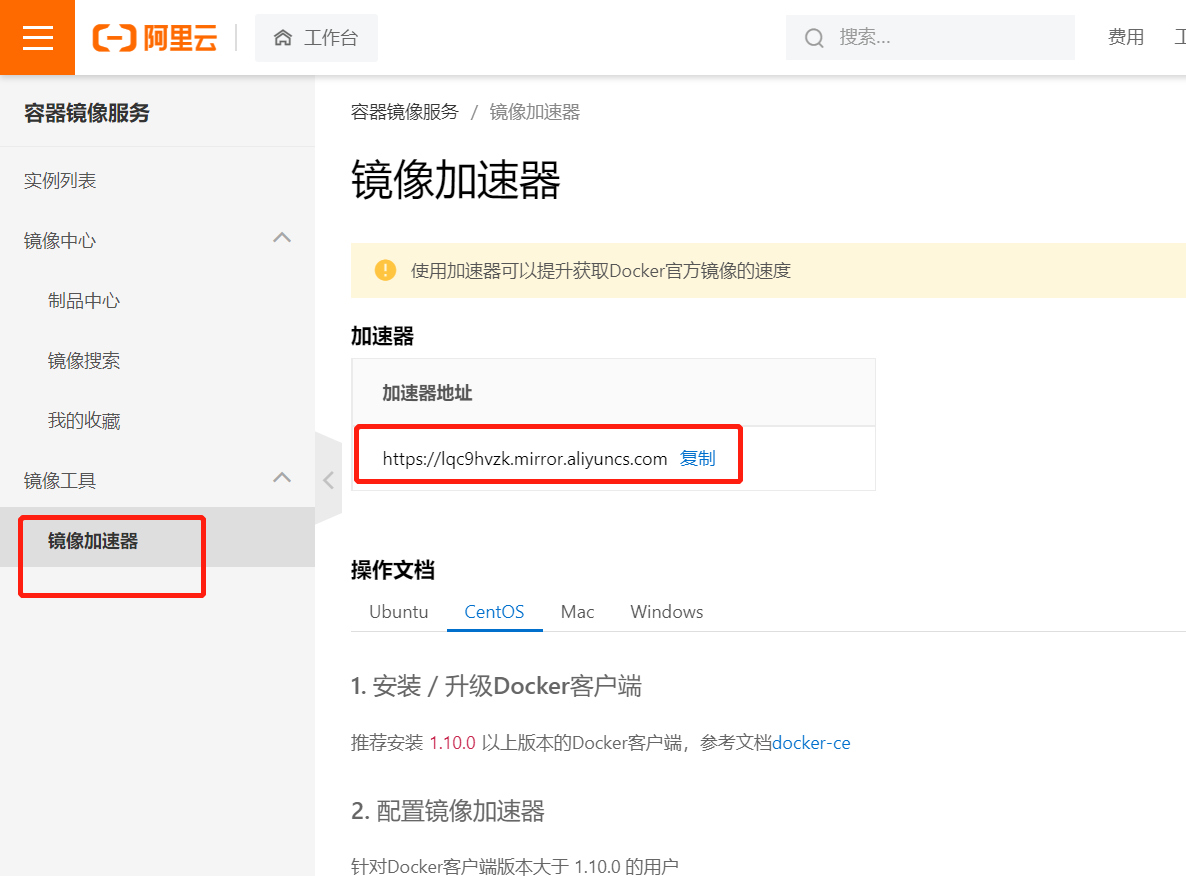 阿里云
工作台
搜索...
费用
容器镜像服务
实例列表
镜像中心
制品中心
镜像搜索
我的收藏
镜像工具
镜像加速器
容器镜像服务 / 镜像加速器
镜像加速器
使用加速器可以提升获取Docker官方镜像的速度
加速器
加速器地址
https://lqc9hvzk.mirror.aliyuncs.com 复制
操作文档
Ubuntu CentOS Mac Windows
1. 安装 / 升级Docker客户端
推荐安装 1.10.0 以上版本的Docker客户端，参考文档docker-ce
2. 配置镜像加速器
针对Docker客户端版本大于 1.10.0 的用户